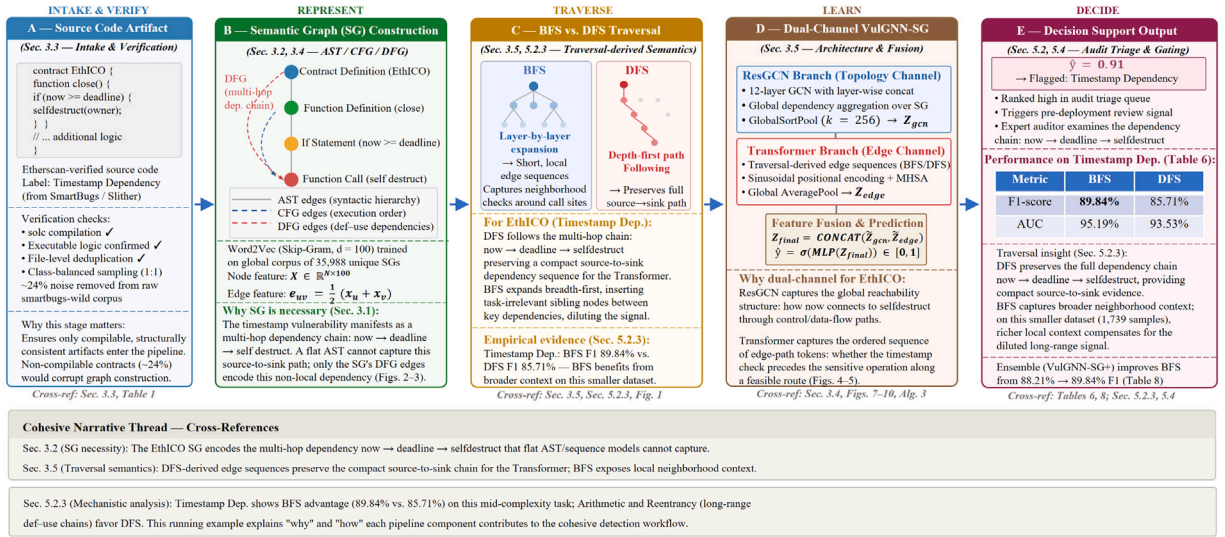 INTAKE & VERIFY
A — Source Code Artifact
(Sec. 3.3 — Intake & Verification)
contract EthICO {
function close() {
if (now >= deadline) {
selfdestruct(owner);
} }
// ... additional logic
}
Etherscan-verified source code
Label: Timestamp Dependency
(from SmartBugs / Slither)
Verification checks:
• solc compilation ✓
• Executable logic confirmed ✓
• File-level deduplication ✓
• Class-balanced sampling (1:1)
~24% noise removed from raw
smartbugs-wild corpus
Why this stage matters:
Ensures only compilable, structurally
consistent artifacts enter the pipeline.
Non-compilable contracts (~24%)
would corrupt graph construction.
Cross-ref: Sec. 3.3, Table 1
REPRESENT
B — Semantic Graph (SG) Construction
(Sec. 3.2, 3.4 — AST / CFG / DFG)
DFG
(multi-hop
dep. chain)
Contract Definition (EthICO)
Function Definition (close)
If Statement (now >= deadline)
Function Call (self destruct)
AST edges (syntactic hierarchy)
CFG edges (execution order)
DFG edges (def–use dependencies)
Word2Vec (Skip-Gram, d = 100) trained
on global corpus of 35,988 unique SGs
Node feature: X ∈ ℝ^{N×100}
Edge feature: e_{uv} = 1/2 (x_u + x_v)
Why SG is necessary (Sec. 3.1):
The timestamp vulnerability manifests as a
multi-hop dependency chain: now → deadline
→ self destruct. A flat AST cannot capture this
source-to-sink path; only the SG's DFG edges
encode this non-local dependency (Figs. 2–3).
TRAVERSE
C — BFS vs. DFS Traversal
(Sec. 3.5, 5.2.3 — Traversal-derived Semantics)
BFS
Layer-by-layer
expansion
→ Short, local
edge sequences
Captures neighborhood
checks around call sites
DFS
Depth-first path
Following
→ Preserves full
source→sink path
For EthICO (Timestamp Dep.):
DFS follows the multi-hop chain:
now → deadline → selfdestruct
preserving a compact source-to-sink
dependency sequence for the Transformer.
BFS expands breadth-first, inserting
task-irrelevant sibling nodes between
key dependencies, diluting the signal.
Empirical evidence (Sec. 5.2.3):
Timestamp Dep.: BFS F1 89.84% vs.
DFS F1 85.71% — BFS benefits from
broader context on this smaller dataset.
Cross-ref: Sec. 3.5, Sec. 5.2.3, Fig. 1
LEARN
D — Dual-Channel VulGNN-SG
(Sec. 3.5 — Architecture & Fusion)
ResGCN Branch (Topology Channel)
• 12-layer GCN with layer-wise concat
• Global dependency aggregation over SG
• GlobalSortPool (k = 256) → Z_{gcn}
Transformer Branch (Edge Channel)
• Traversal-derived edge sequences (BFS/DFS)
• Sinusoidal positional encoding + MHSA
• Global AveragePool → Z_{edge}
Feature Fusion & Prediction
Z_{final} = CONCAT(Z̃_{gcn}, Z̃_{edge})
ŷ = σ(MLP(Z_{final})) ∈ [0, 1]
Why dual-channel for EthICO:
ResGCN captures the global reachability
structure: how now connects to selfdestruct
through control/data-flow paths.
Transformer captures the ordered sequence
of edge-path tokens: whether the timestamp
check precedes the sensitive operation along
a feasible route (Figs. 4–5).
Cross-ref: Sec. 3.4, Figs. 7–10, Alg. 3
DECIDE
E — Decision Support Output
(Sec. 5.2, 5.4 — Audit Triage & Gating)
ŷ = 0.91
→ Flagged: Timestamp Dependency
• Ranked high in audit triage queue
• Triggers pre-deployment review signal
• Expert auditor examines the dependency
chain: now → deadline → selfdestruct
Performance on Timestamp Dep. (Table 6):
Metric BFS DFS
F1-score 89.84% 85.71%
AUC 95.19% 93.53%
Traversal insight (Sec. 5.2.3):
DFS preserves the full dependency chain
now → deadline → selfdestruct, providing
compact source-to-sink evidence.
BFS captures broader neighborhood context;
on this smaller dataset (1,739 samples),
richer local context compensates for the
diluted long-range signal.
Ensemble (VulGNN-SG+) improves BFS
from 88.21% → 89.84% F1 (Table 8)
Cross-ref: Tables 6, 8; Sec. 5.2.3, 5.4
Cohesive Narrative Thread — Cross-References
Sec. 3.2 (SG necessity): The EthICO SG encodes the multi-hop dependency now → deadline → selfdestruct that flat AST/sequence models cannot capture.
Sec. 3.5 (Traversal semantics): DFS-derived edge sequences preserve the compact source-to-sink chain for the Transformer; BFS exposes local neighborhood context.
Sec. 5.2.3 (Mechanistic analysis): Timestamp Dep. shows BFS advantage (89.84% vs. 85.71%) on this mid-complexity task; Arithmetic and Reentrancy (long-range
def–use chains) favor DFS. This running example explains "why" and "how" each pipeline component contributes to the cohesive detection workflow.